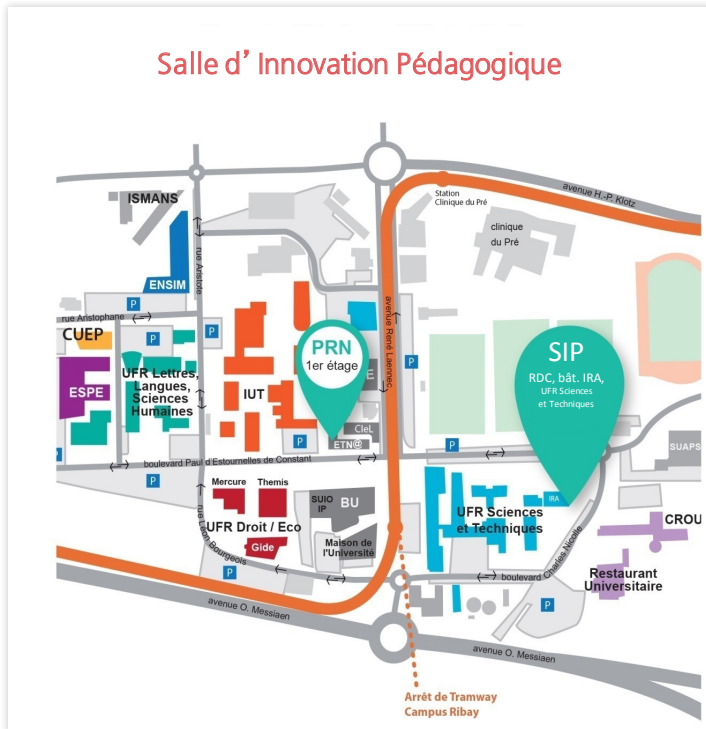 Salle d' Innovation Pédagogique
Station
Clinique du Pré
avenue H.-P. Klotz
ISMANS
clinique
du Pré
rue Aristote
ENSIM
P
rue Aristophane
P
P
CUEP
P
P
avenue René Laennec
PRN
1er étage
SIP
RDC, bât. IRA,
UFR Sciences
et Techniques
UFR Lettres,
Langues,
Sciences
Humaines
ESPE
IUT
E
P
CleL
ETN@
P
P
SUAPS
boulevard Paul d'Estournelles de Constant
P
Mercure
Themis
SUIO
IP
BU
IRA
UFR Sciences
et Techniques
CROU
rue Léon Bourgeois
UFR Droit / Eco
Gide
Maison de
l'Université
boulevard Charles Nicolle
Restaurant
Universitaire
P
P
avenue O. Messiaen
avenue O. Messiaen
Arrêt de Tramway
Campus Ribay